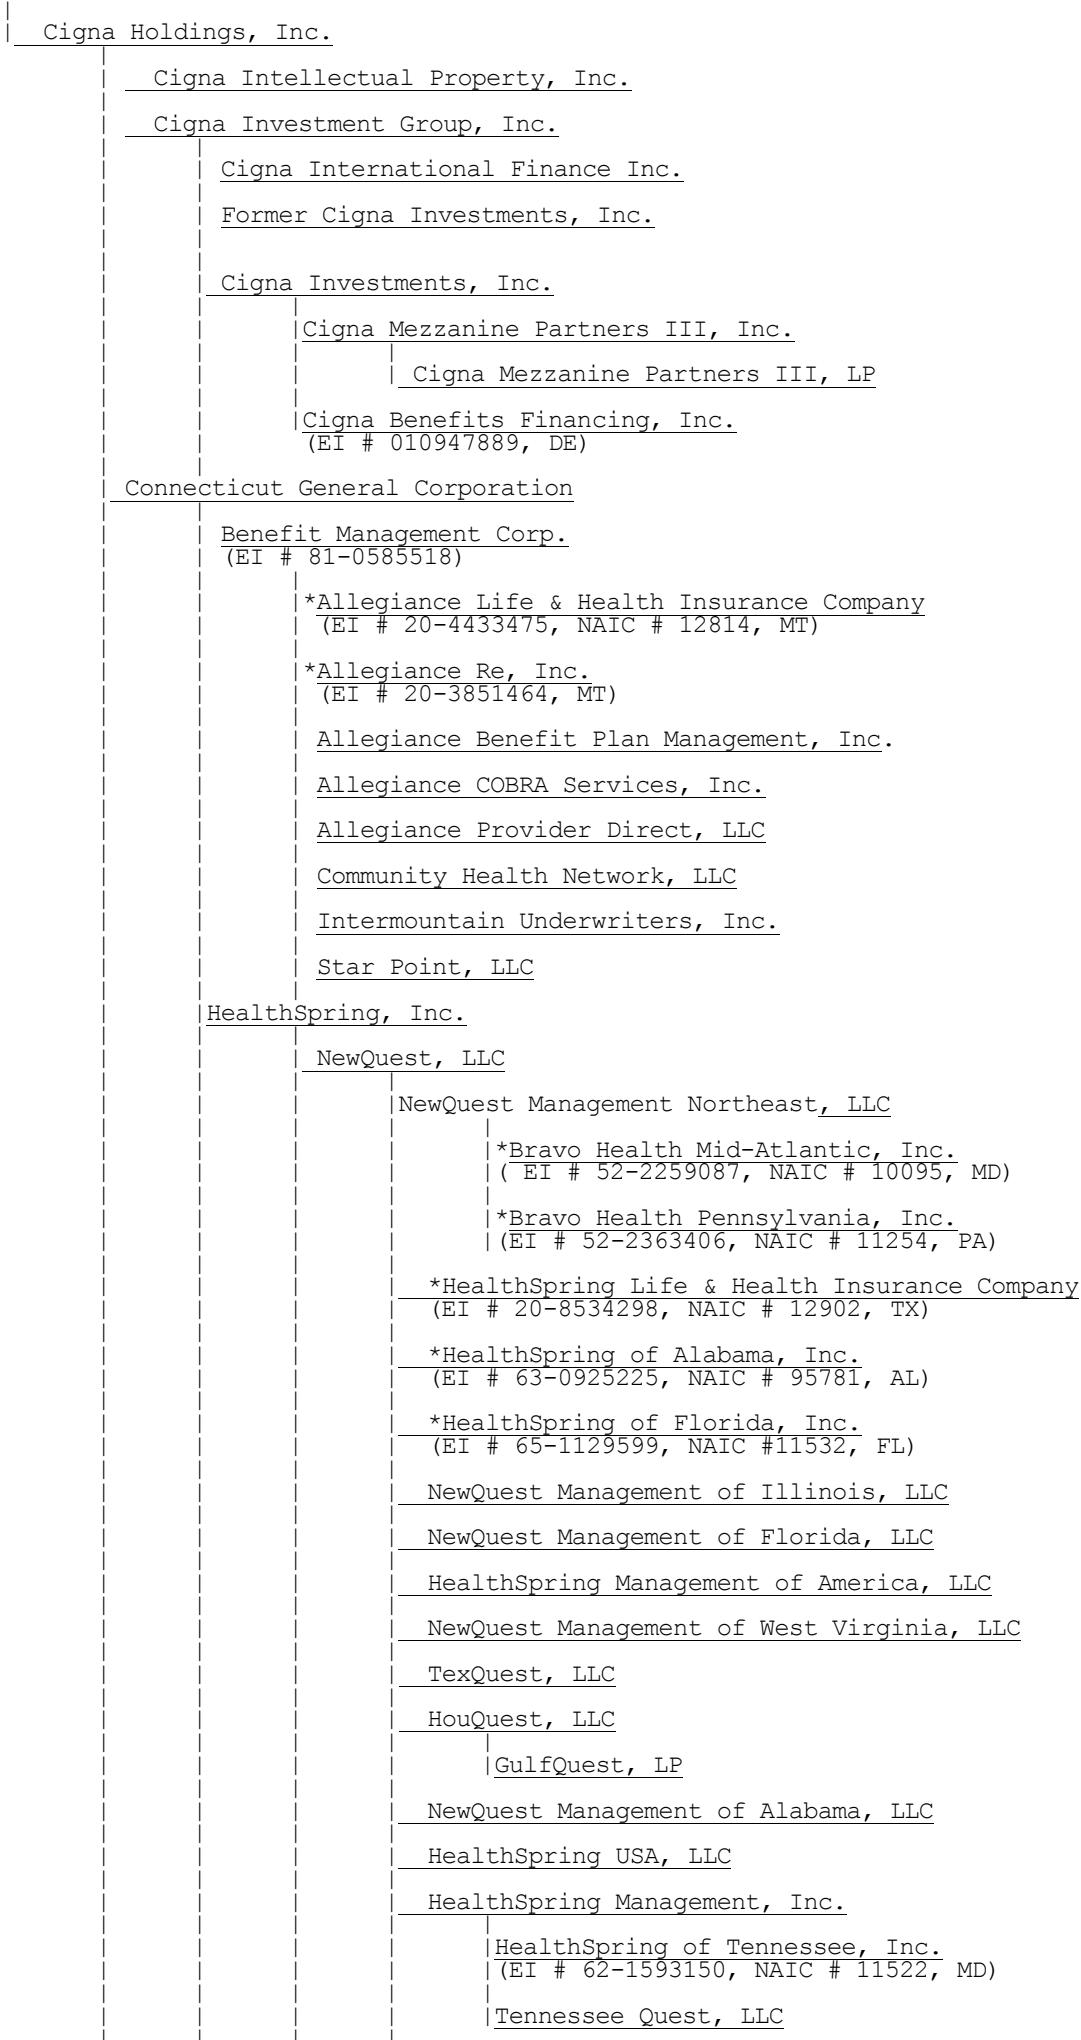 Cigna Holdings, Inc.
Cigna Intellectual Property, Inc.
Cigna Investment Group, Inc.
Cigna International Finance Inc.
Former Cigna Investments, Inc.
Cigna Investments, Inc.
Cigna Mezzanine Partners III, Inc.
Cigna Mezzanine Partners III, LP
Cigna Benefits Financing, Inc.
(EI # 010947889, DE)
Connecticut General Corporation
Benefit Management Corp.
(EI # 81-0585518)
*Allegiance Life & Health Insurance Company
(EI # 20-4433475, NAIC # 12814, MT)
*Allegiance Re, Inc.
(EI # 20-3851464, MT)
Allegiance Benefit Plan Management, Inc.
Allegiance COBRA Services, Inc.
Allegiance Provider Direct, LLC
Community Health Network, LLC
Intermountain Underwriters, Inc.
Star Point, LLC
HealthSpring, Inc.
NewQuest, LLC
NewQuest Management Northeast, LLC
*Bravo Health Mid-Atlantic, Inc.
( EI # 52-2259087, NAIC # 10095, MD)
*Bravo Health Pennsylvania, Inc.
(EI # 52-2363406, NAIC # 11254, PA)
*HealthSpring Life & Health Insurance Company
(EI # 20-8534298, NAIC # 12902, TX)
*HealthSpring of Alabama, Inc.
(EI # 63-0925225, NAIC # 95781, AL)
*HealthSpring of Florida, Inc.
(EI # 65-1129599, NAIC #11532, FL)
NewQuest Management of Illinois, LLC
NewQuest Management of Florida, LLC
HealthSpring Management of America, LLC
NewQuest Management of West Virginia, LLC
TexQuest, LLC
HouQuest, LLC
GulfQuest, LP
NewQuest Management of Alabama, LLC
HealthSpring USA, LLC
HealthSpring Management, Inc.
HealthSpring of Tennessee, Inc.
(EI # 62-1593150, NAIC # 11522, MD)
Tennessee Quest, LLC